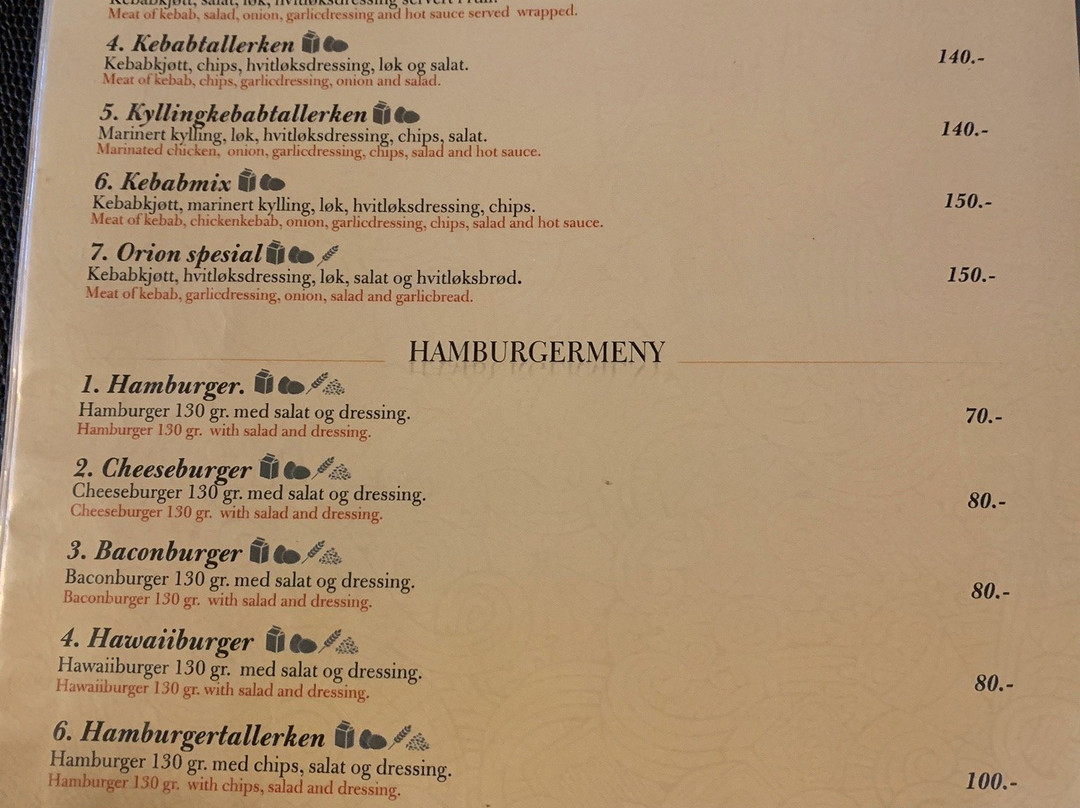 Kebabkjøtt, salat, løk, hvitløksdressing servert i rull.
Meat of kebab, salad, onion, garlicdressing and hot sauce served wrapped.
4. Kebabtallerken
Kebabkjøtt, chips, hvitløksdressing, løk og salat.
140.-
Meat of kebab, chips, garlicdressing, onion and salad.
5. Kyllingkebabtallerken
Marinert kylling, løk, hvitløksdressing, chips, salat.
140.-
Marinated chicken, onion, garlicdressing, chips, salad and hot sauce.
6. Kebabmix
Kebabkjøtt, marinert kylling, løk, hvitløksdressing, chips.
150.-
Meat of kebab, chickenkebab, onion, garlicdressing, chips, salad and hot sauce.
7. Orion spesial
Kebabkjøtt, hvitløksdressing, løk, salat og hvitløksbrød.
150.-
Meat of kebab, garlicdressing, onion, salad and garlicbread.
HAMBURGERMENY
1. Hamburger.
Hamburger 130 gr. med salat og dressing.
70.-
Hamburger 130 gr. with salad and dressing.
2. Cheeseburger
Cheeseburger 130 gr. med salat og dressing.
80.-
Cheeseburger 130 gr. with salad and dressing.
3. Baconburger
Baconburger 130 gr. med salat og dressing.
80.-
Baconburger 130 gr. with salad and dressing.
4. Hawaiiburger
Hawaiiburger 130 gr. med salat og dressing.
80.-
Hawaiiburger 130 gr. with salad and dressing.
6. Hamburgertallerken
Hamburger 130 gr. med chips, salat og dressing.
100.-
Hamburger 130 gr. with chips, salad and dressing.